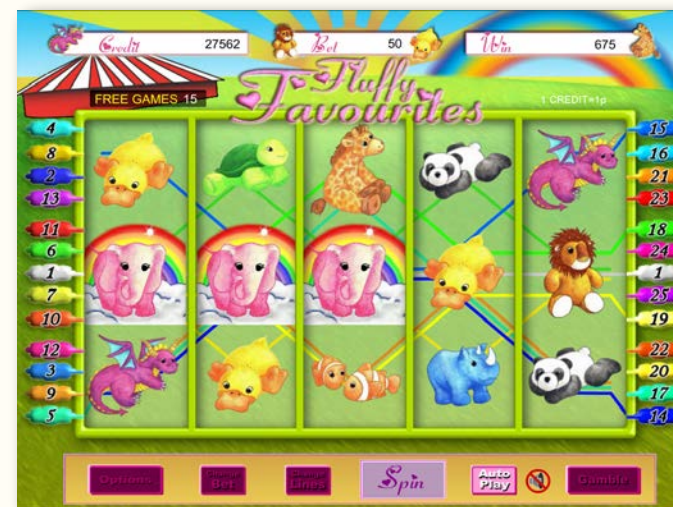 Credit 27562 Bet 50 Win 675
Fluffy
Favourites
FREE GAMES 15
1 CREDIT=1p
4 15
8 16
2 21
13 23
11 18
6 24
1 1
7 25
10 19
12 22
3 20
9 17
5 14
Options Change Bet Change Lines Spin Auto Play Gamble